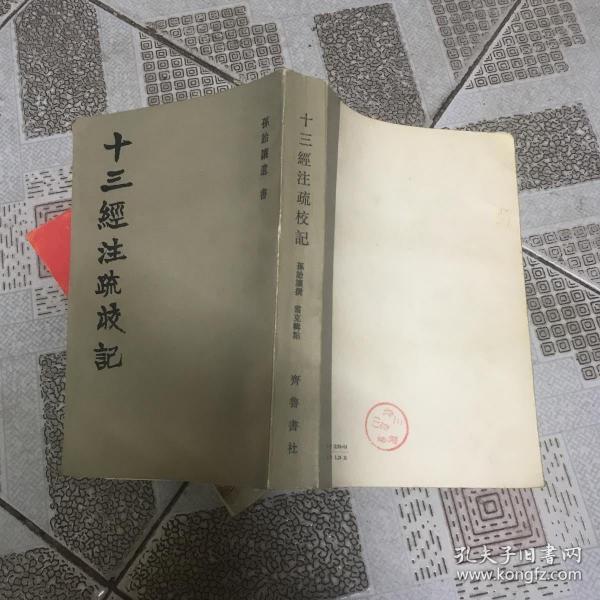 十三經注疏校記
孫詒讓遺書
十三經注疏校記
孫詒讓撰 雪克輯點
齊魯書社
孔夫子旧书网
www.kongfz.com